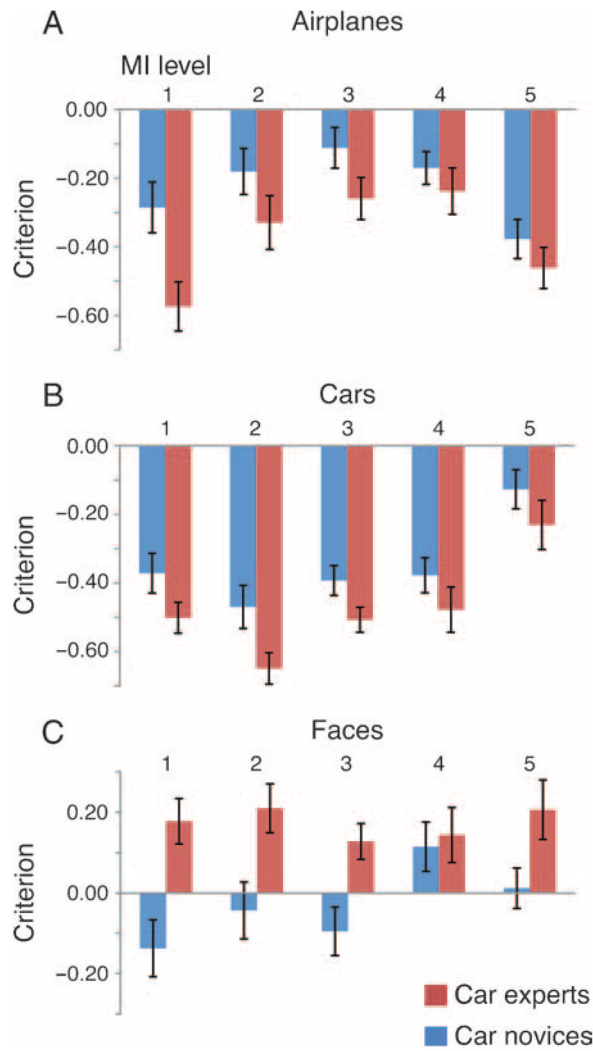 A
Airplanes
MI level
1 2 3 4 5
0.00
−0.20
−0.40
−0.60
Criterion
B
Cars
1 2 3 4 5
0.00
−0.20
−0.40
−0.60
Criterion
C
Faces
1 2 3 4 5
0.20
0.00
−0.20
Criterion
Car experts
Car novices